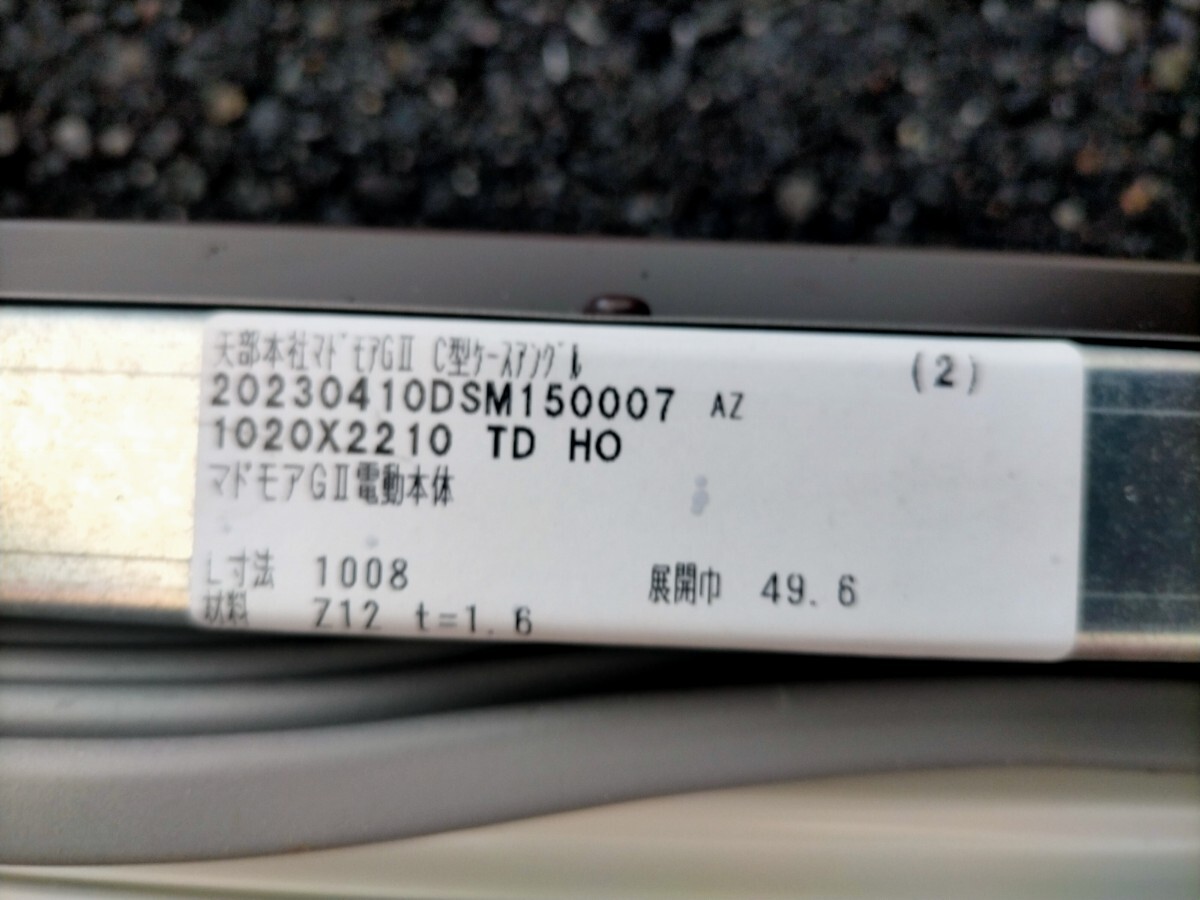 天部本社マドモアGⅡ C型ケースアングル (2)
20230410DSM150007 AZ
1020X2210 TD HO
マドモアGⅡ電動本体
L寸法 1008 展開巾 49.6
材料 Z12 t=1.6